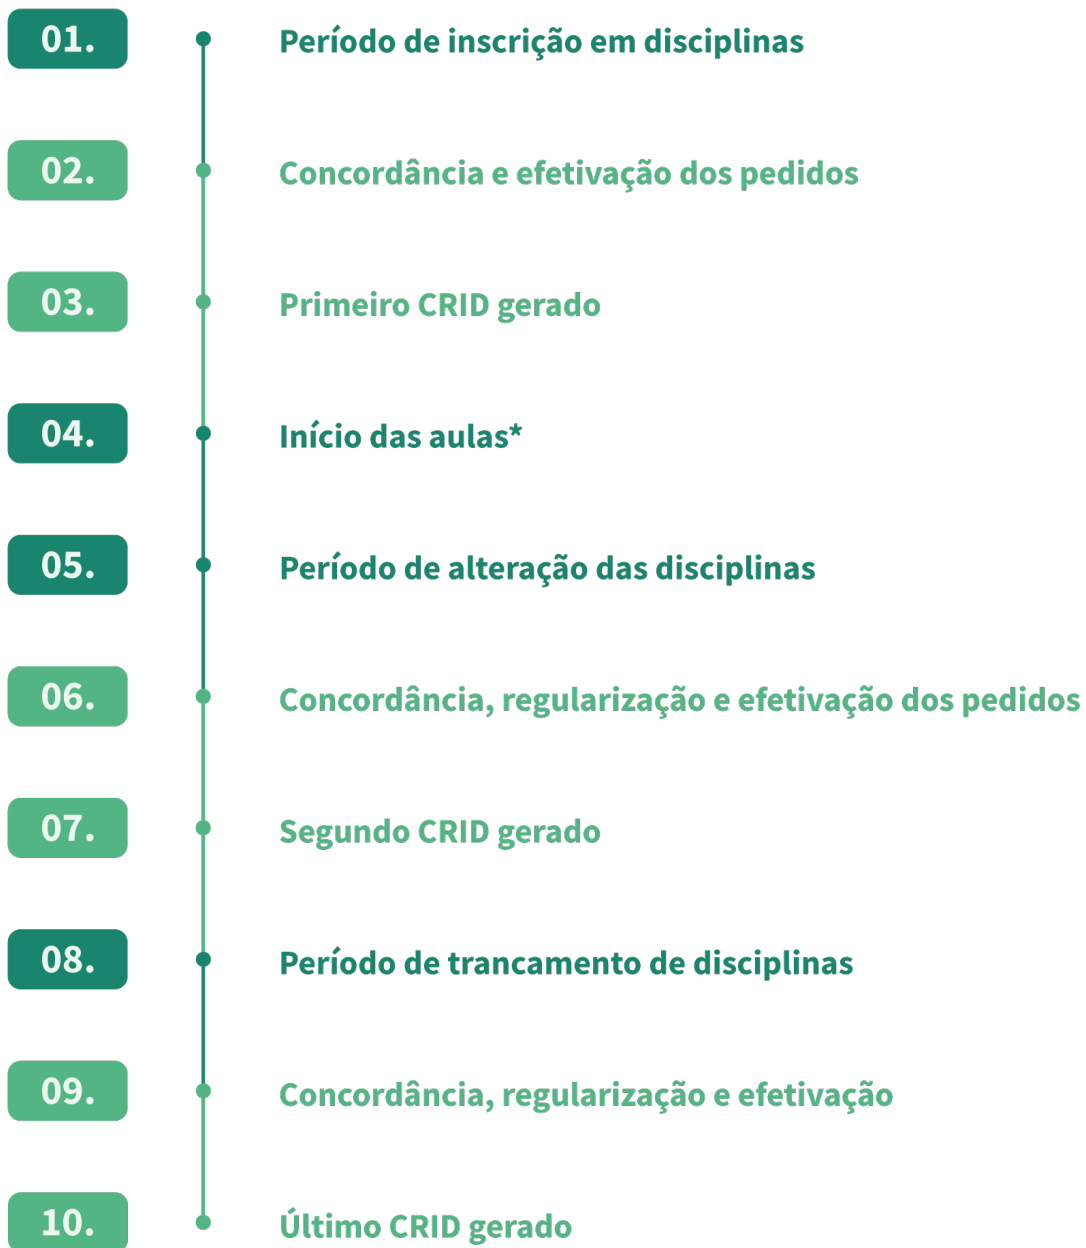 01. Período de inscrição em disciplinas
02. Concordância e efetivação dos pedidos
03. Primeiro CRID gerado
04. Início das aulas*
05. Período de alteração das disciplinas
06. Concordância, regularização e efetivação dos pedidos
07. Segundo CRID gerado
08. Período de trancamento de disciplinas
09. Concordância, regularização e efetivação
10. Último CRID gerado